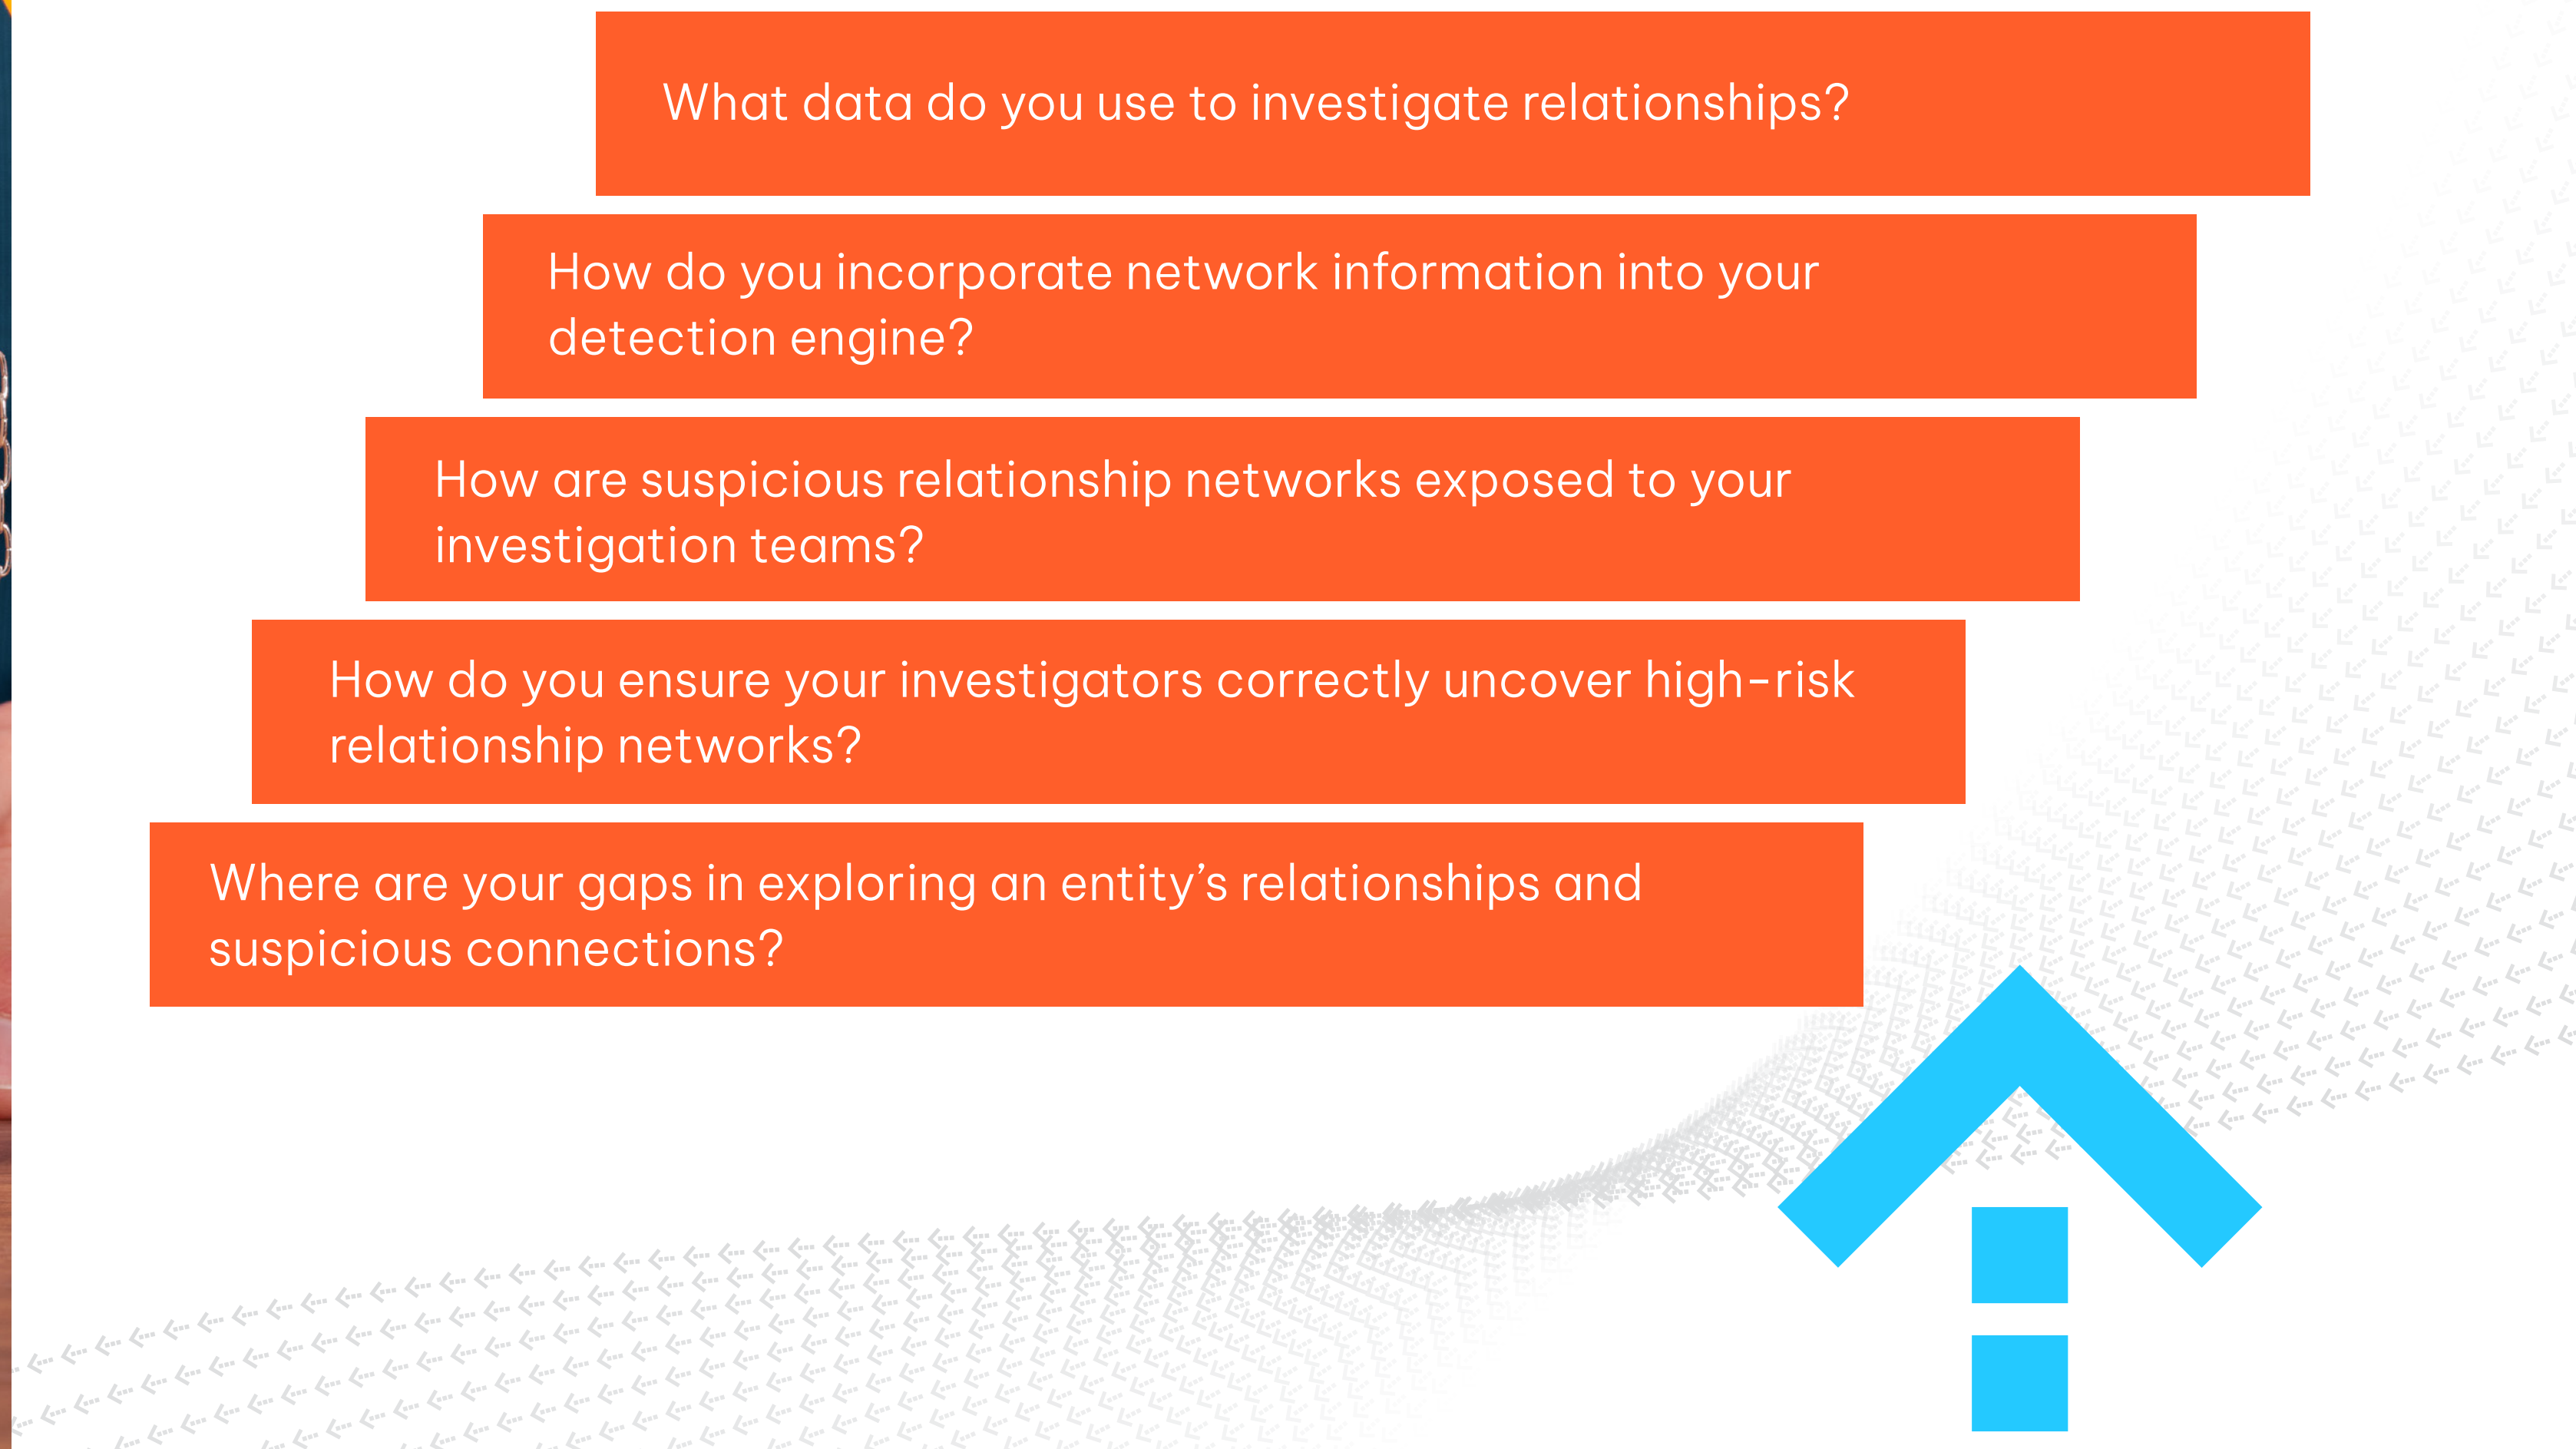 What data do you use to investigate relationships?
How do you incorporate network information into your
detection engine?
How are suspicious relationship networks exposed to your
investigation teams?
How do you ensure your investigators correctly uncover high-risk
relationship networks?
Where are your gaps in exploring an entity’s relationships and
suspicious connections?